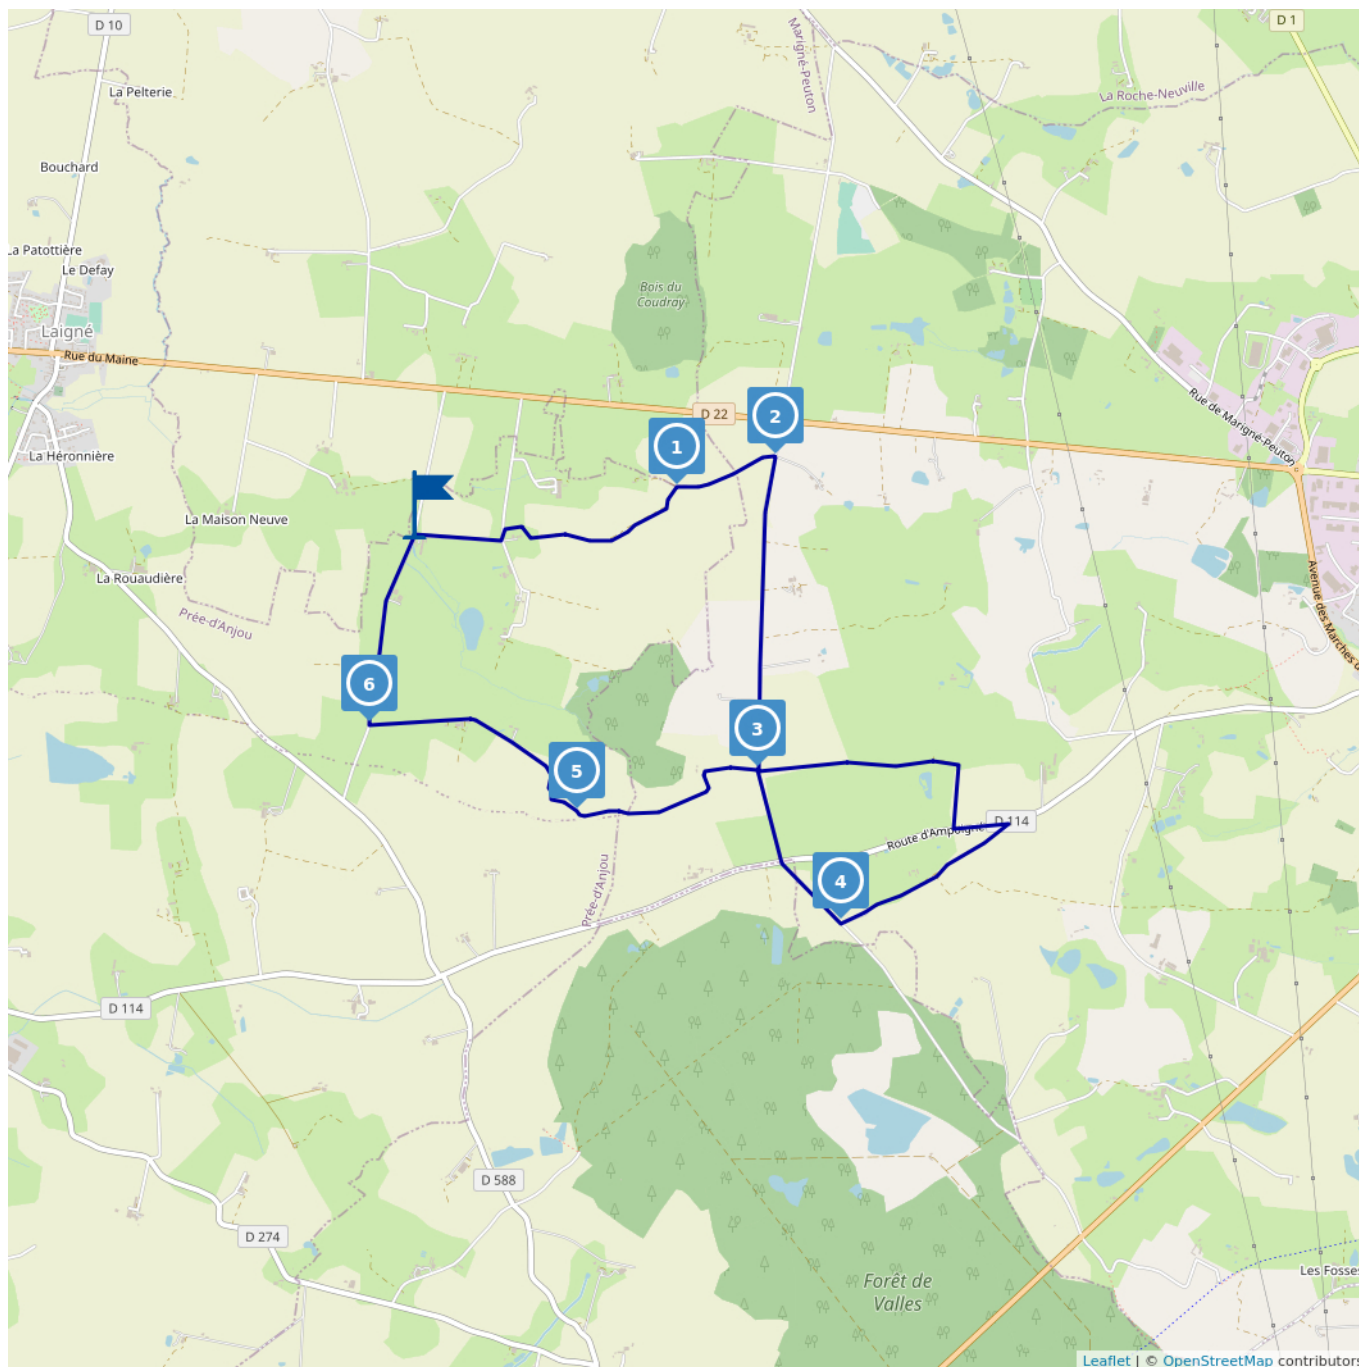 D 10
D 1
La Pelterie
Marigné-Peuton
La Roche-Neuville
Bouchard
La Patottière
Le Defay
Bois du
Coudray
Laigné
Rue du Maine
D 22
2
Rue de Marigné-Peuton
1
La Héronnière
La Maison Neuve
La Rouaudière
Avenue des Marches d
Prée-d'Anjou
6
3
5
D 114
Route d'Ampoigné
4
Prée-d'Anjou
D 114
D 588
D 274
Les Fosses
Forêt de
Valles
Leaflet | © OpenStreetMap contributors